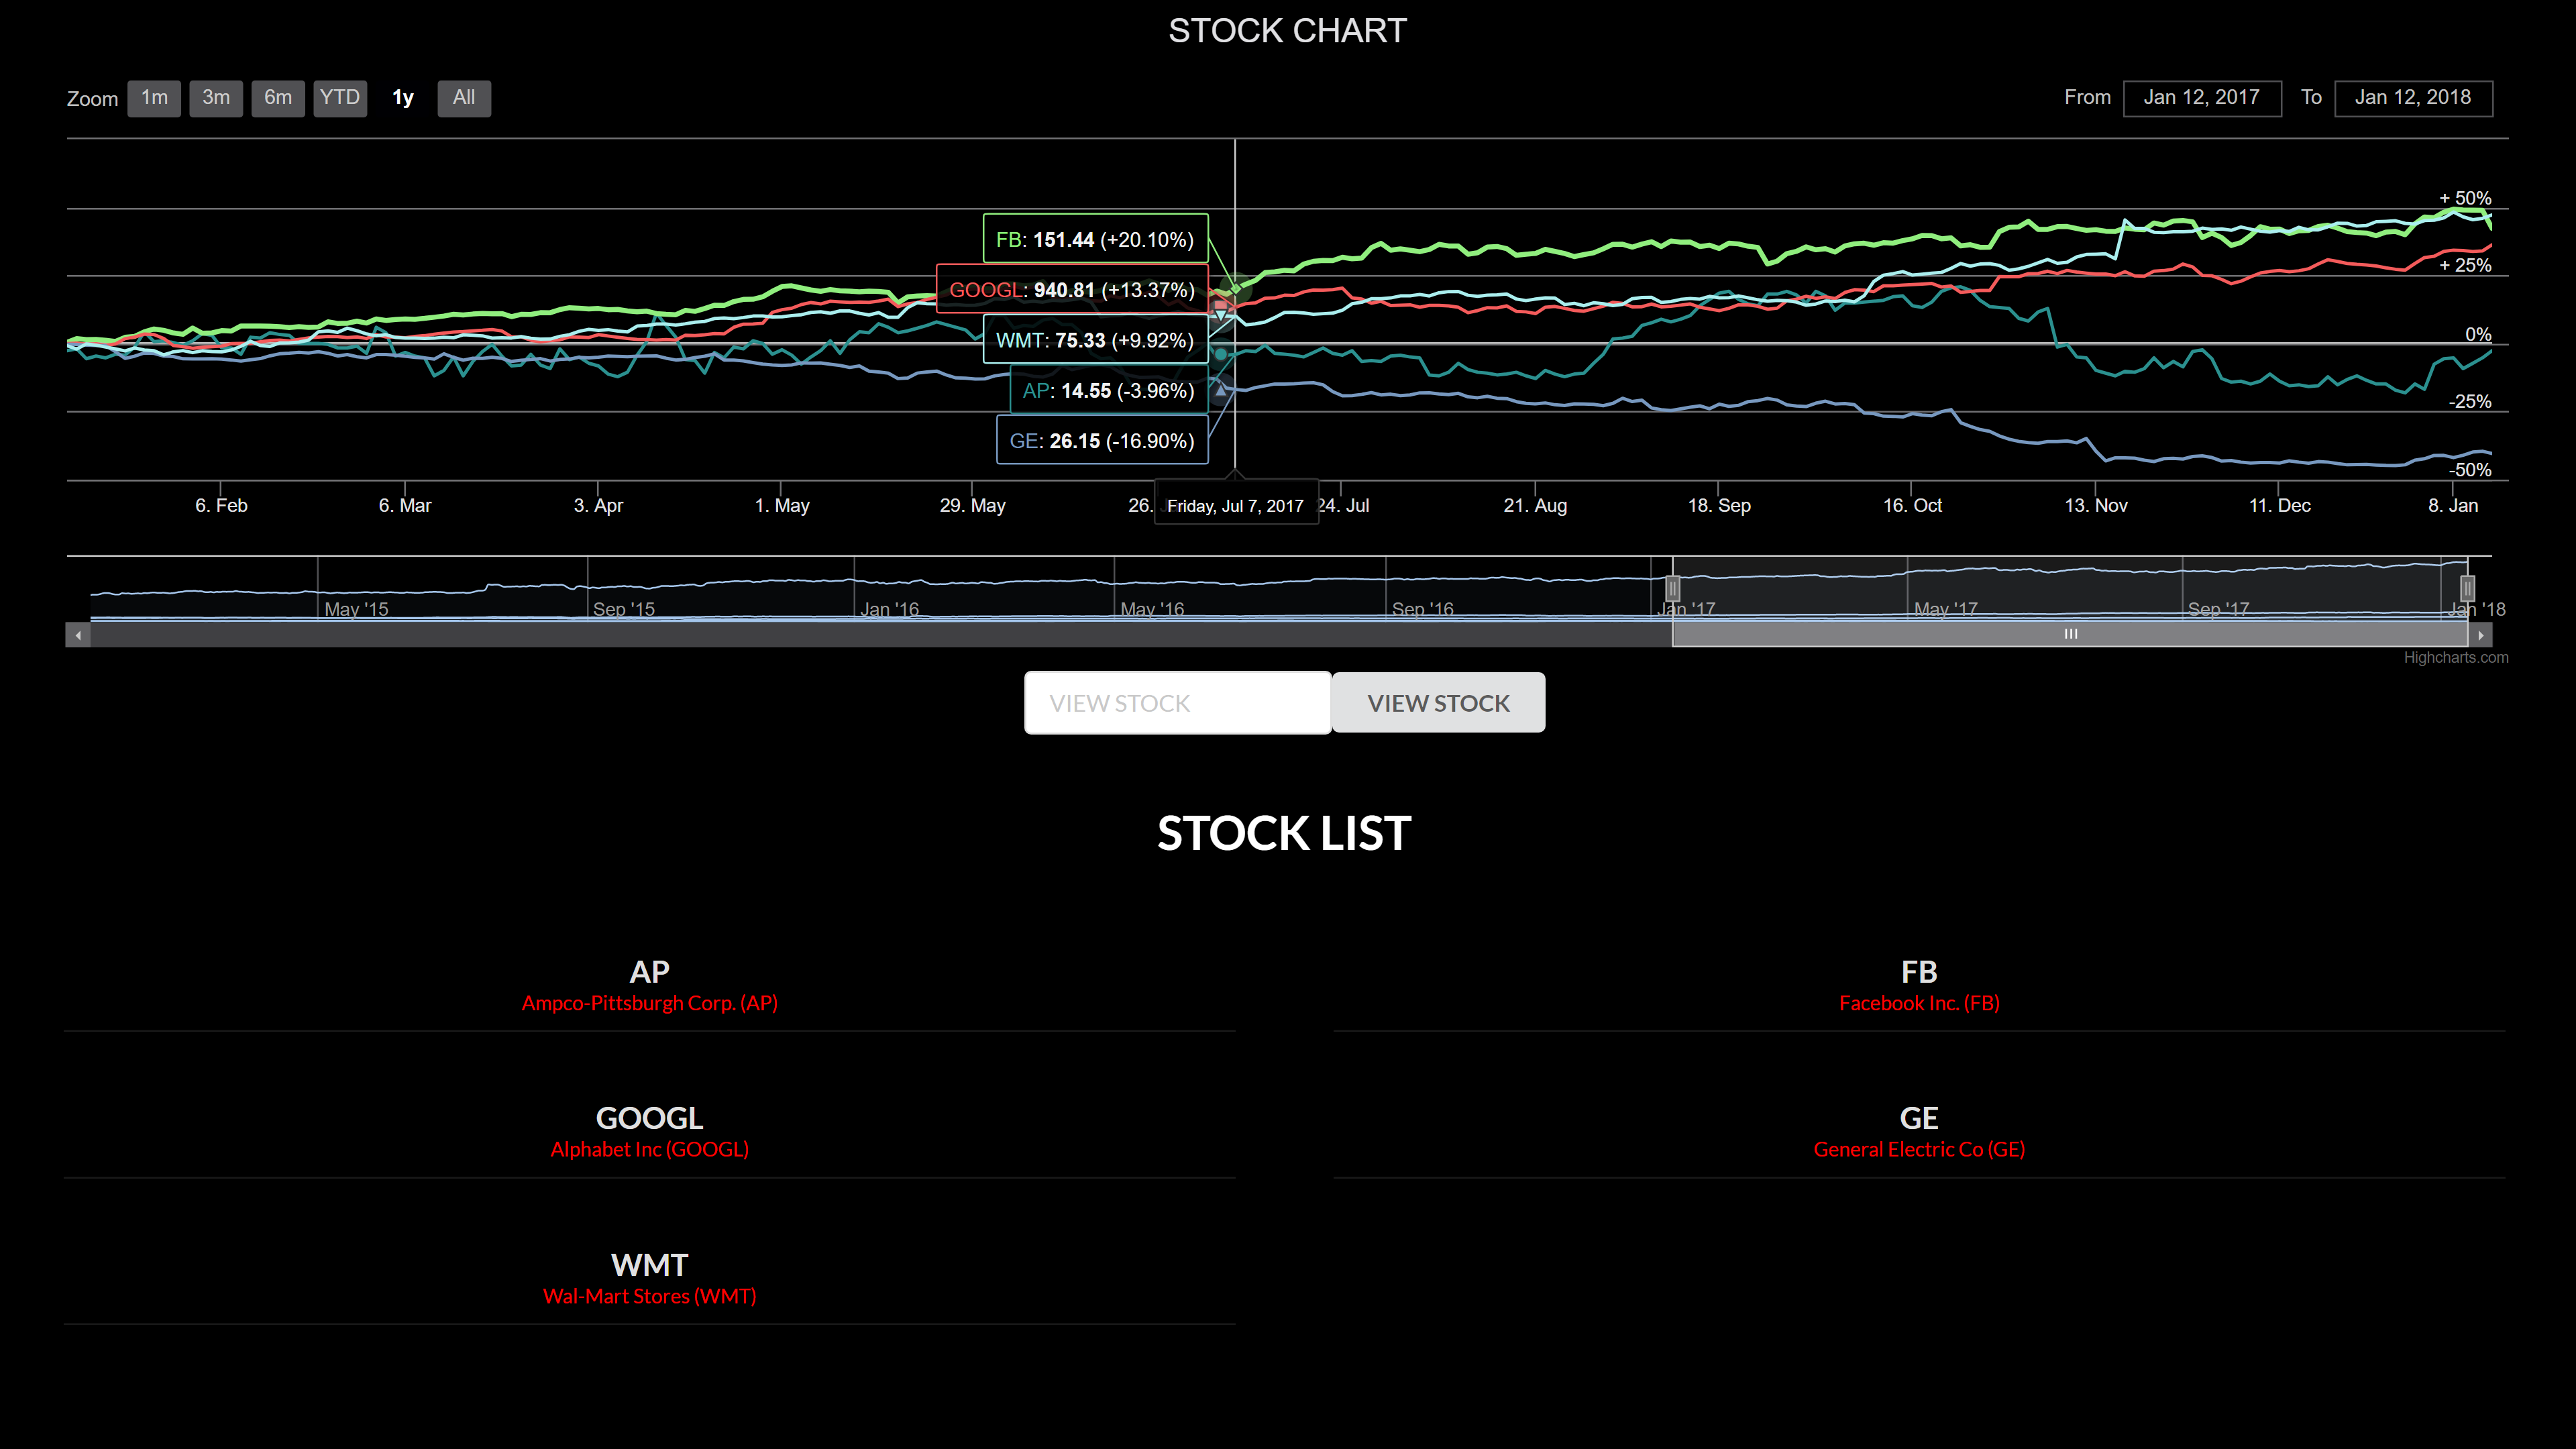 STOCK CHART
Zoom 1m 3m 6m YTD 1y All
From Jan 12, 2017 To Jan 12, 2018
+ 50%
FB: 151.44 (+20.10%)
+ 25%
GOOGL: 940.81 (+13.37%)
0%
WMT: 75.33 (+9.92%)
AP: 14.55 (-3.96%)
-25%
GE: 26.15 (-16.90%)
-50%
6. Feb 6. Mar 3. Apr 1. May 29. May 26. Friday, Jul 7, 2017 24. Jul 21. Aug 18. Sep 16. Oct 13. Nov 11. Dec 8. Jan
May '15 Sep '15 Jan '16 May '16 Sep '16 Jan '17 May '17 Sep '17 Jan '18
Highcharts.com
VIEW STOCK VIEW STOCK
STOCK LIST
AP
Ampco-Pittsburgh Corp. (AP)
FB
Facebook Inc. (FB)
GOOGL
Alphabet Inc (GOOGL)
GE
General Electric Co (GE)
WMT
Wal-Mart Stores (WMT)